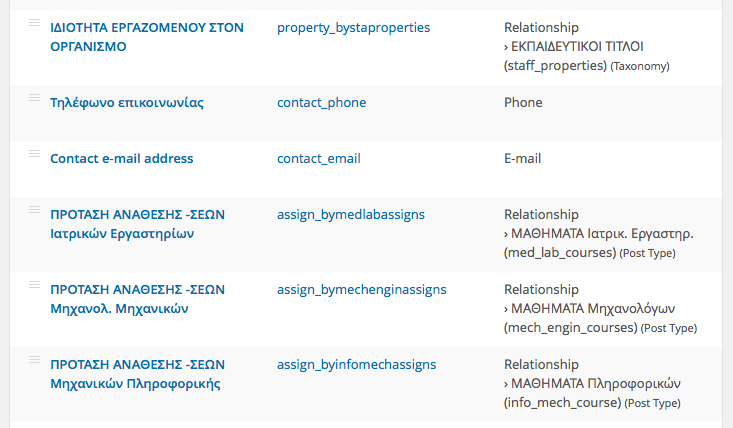 ΙΔΙΟΤΗΤΑ ΕΡΓΑΖΟΜΕΝΟΥ ΣΤΟΝ
ΟΡΓΑΝΙΣΜΟ
property_bystaproperties
Relationship
› ΕΚΠΑΙΔΕΥΤΙΚΟΙ ΤΙΤΛΟΙ
(staff_properties) (Taxonomy)
Τηλέφωνο επικοινωνίας
contact_phone
Phone
Contact e-mail address
contact_email
E-mail
ΠΡΟΤΑΣΗ ΑΝΑΘΕΣΗΣ -ΣΕΩΝ
Ιατρικών Εργαστηρίων
assign_bymedlabassigns
Relationship
› ΜΑΘΗΜΑΤΑ Ιατρικ. Εργαστηρ.
(med_lab_courses) (Post Type)
ΠΡΟΤΑΣΗ ΑΝΑΘΕΣΗΣ -ΣΕΩΝ
Μηχανολ. Μηχανικών
assign_bymechenginassigns
Relationship
› ΜΑΘΗΜΑΤΑ Μηχανολόγων
(mech_engin_courses) (Post Type)
ΠΡΟΤΑΣΗ ΑΝΑΘΕΣΗΣ -ΣΕΩΝ
Μηχανικών Πληροφορικής
assign_byinfomechassigns
Relationship
› ΜΑΘΗΜΑΤΑ Πληροφορικών
(info_mech_course) (Post Type)